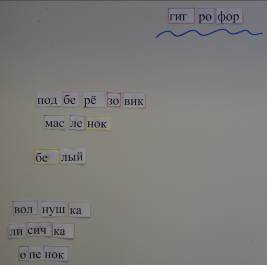 гиг ро фор
под бе рё зо вик
мас ле нок
бе лый
вол нуш ка
ли сич ка
о пе нок